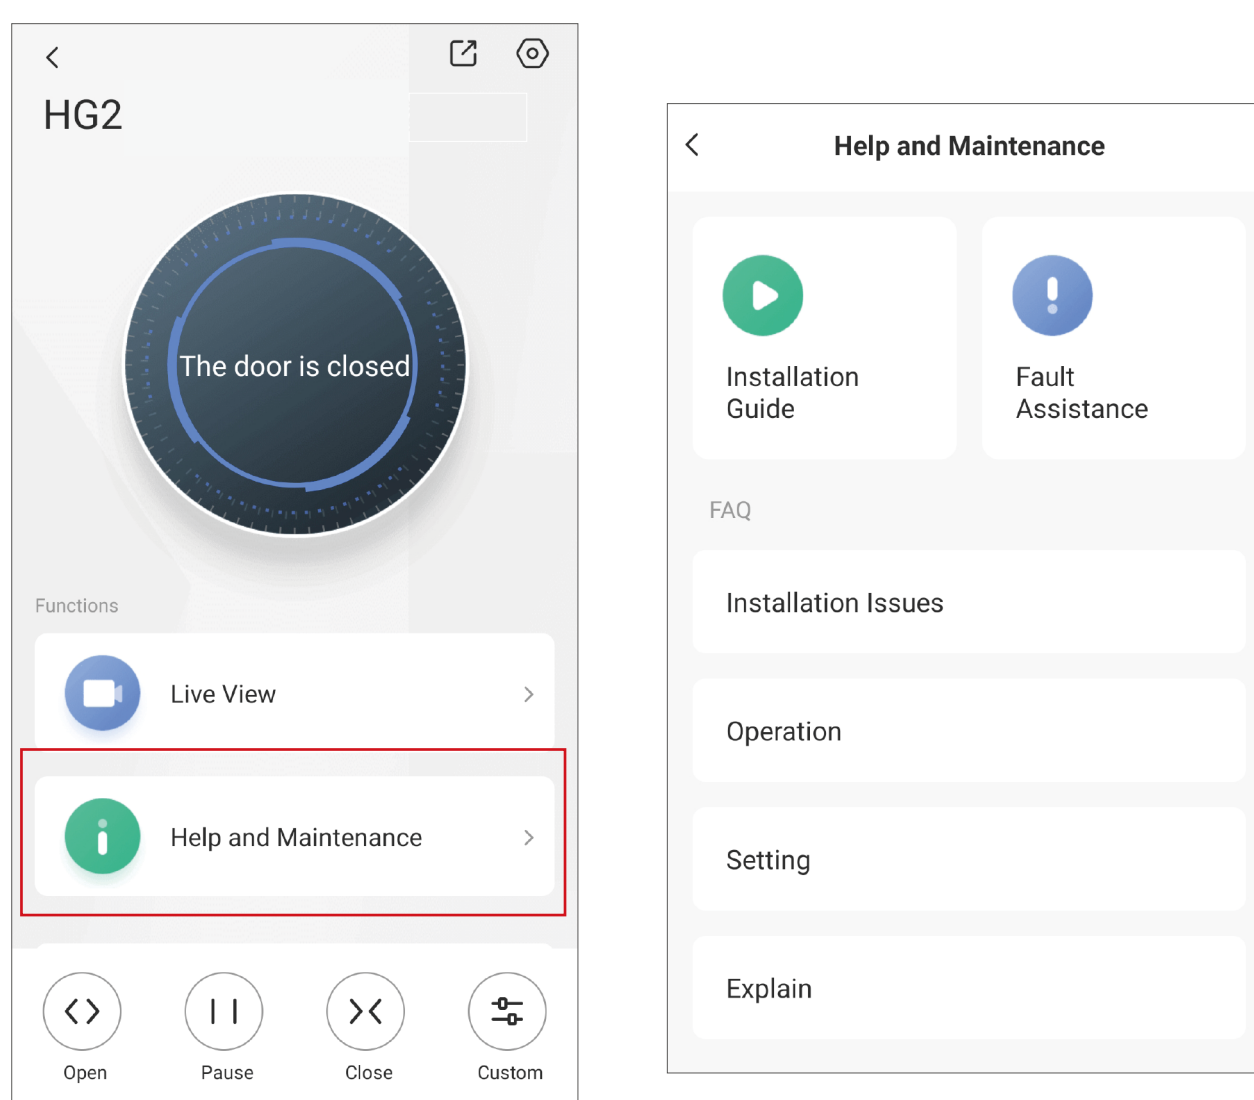 HG2
The door is closed
Functions
Live View
Help and Maintenance
Open
Pause
Close
Custom
Help and Maintenance
Installation
Guide
Fault
Assistance
FAQ
Installation Issues
Operation
Setting
Explain